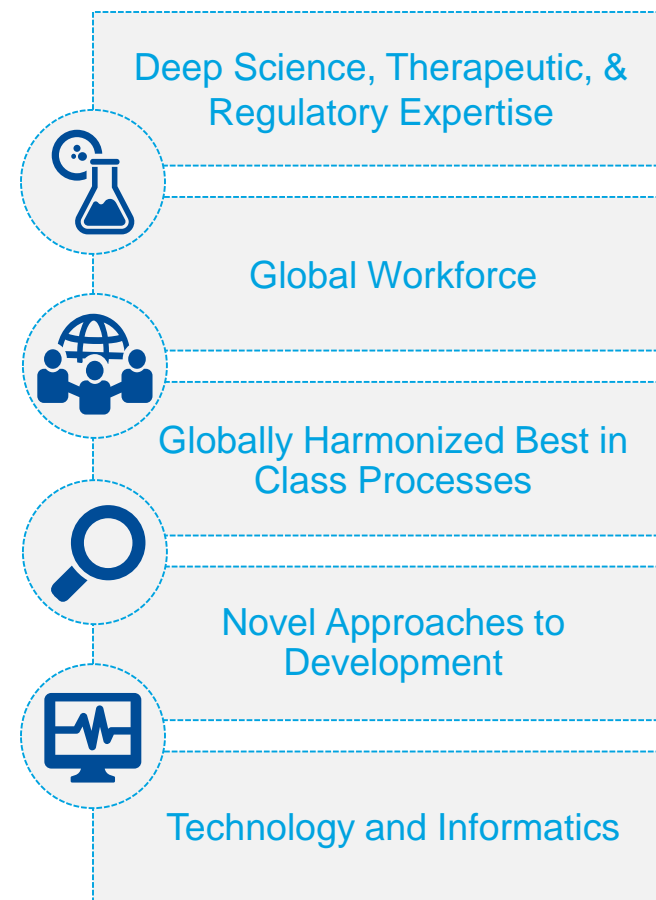 Deep Science, Therapeutic, &
Regulatory Expertise
Global Workforce
Globally Harmonized Best in
Class Processes
Novel Approaches to
Development
Technology and Informatics